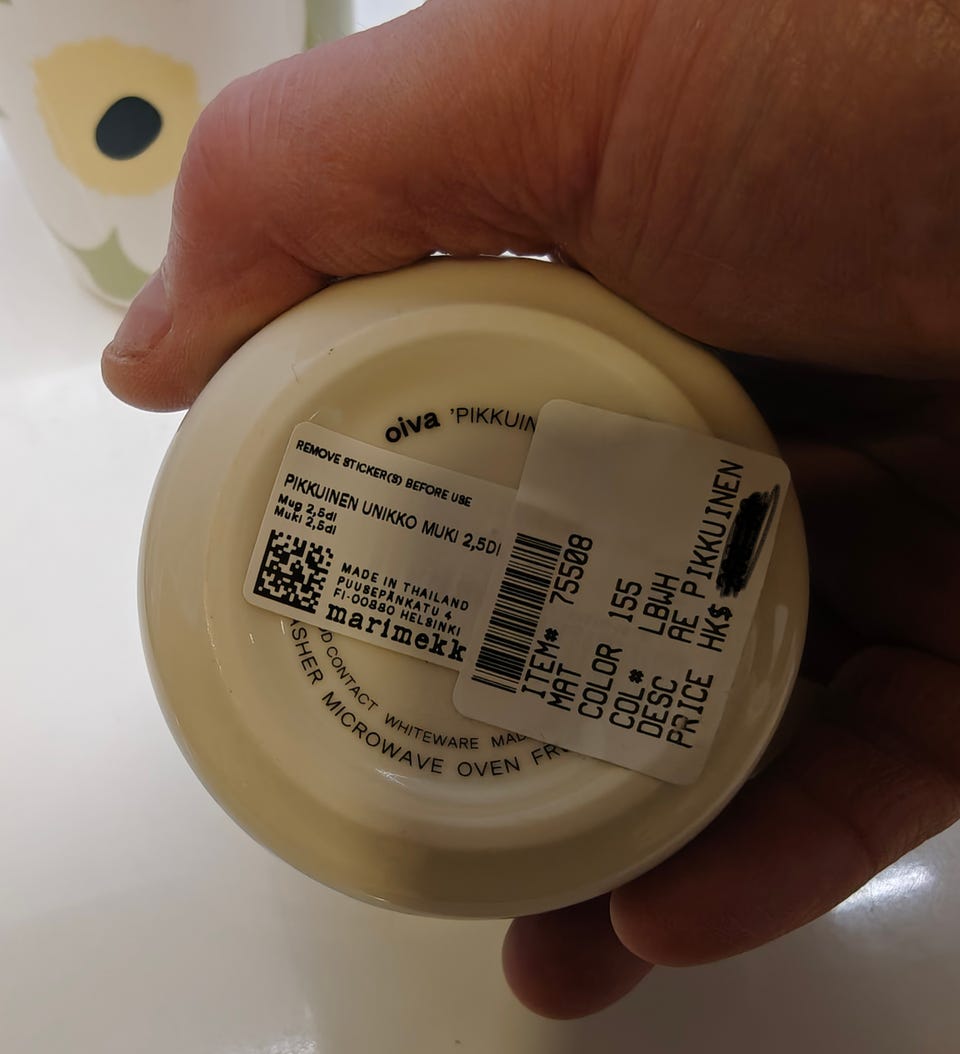 oiva 'PIKKUIN
REMOVE STICKER(S) BEFORE USE
PIKKUINEN UNIKKO MUKI 2,5Dl
Mug 2,5dl
Muki 2,5dl
MADE IN THAILAND
PUUSEPÄNKATU 4
FI-00880 HELSINKI
marimekk
ITEM# 75508
MAT
COLOR 155
COL# LBWH
DESC AE PIKKUINEN
PRICE HK$
D CONTACT WHITEWARE MAD
ASHER MICROWAVE OVEN FR